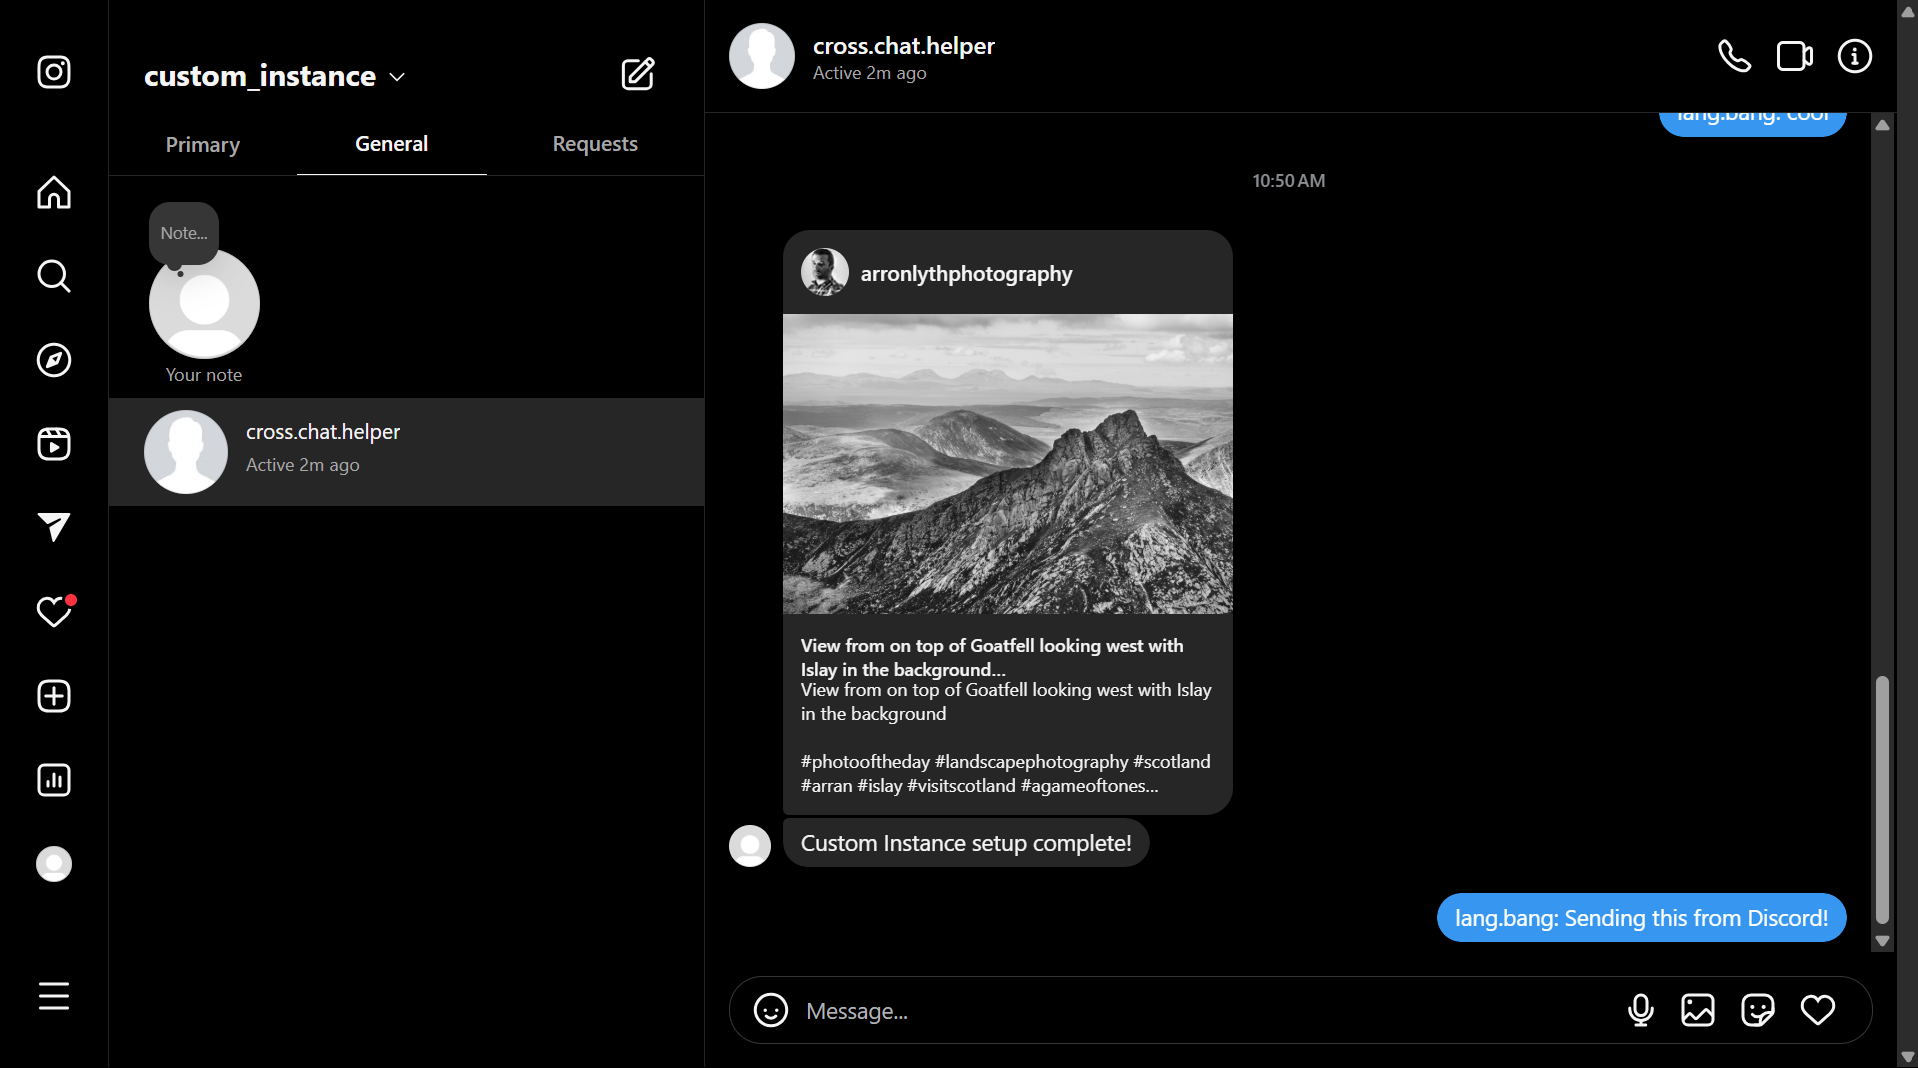 custom_instance
Primary
General
Requests
Note...
Your note
cross.chat.helper
Active 2m ago
cross.chat.helper
Active 2m ago
lang.bang: cool
10:50 AM
arronlythphotography
View from on top of Goatfell looking west with
Islay in the background...
View from on top of Goatfell looking west with Islay
in the background
#photooftheday #landscapephotography #scotland
#arran #islay #visitscotland #agameoftones...
Custom Instance setup complete!
lang.bang: Sending this from Discord!
Message...